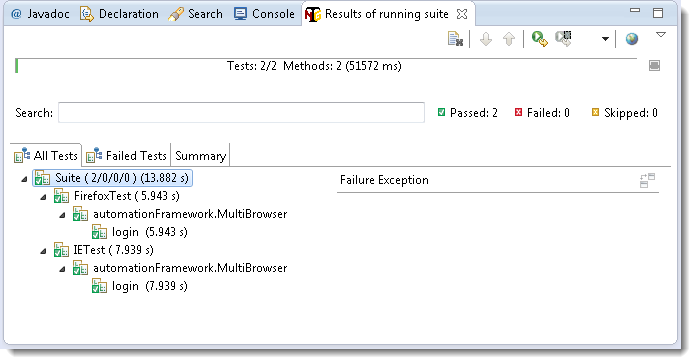 @ Javadoc Declaration Search Console Results of running suite
Tests: 2/2 Methods: 2 (51572 ms)
Search: Passed: 2 Failed: 0 Skipped: 0
All Tests Failed Tests Summary
Suite ( 2/0/0/0 ) (13.882 s) Failure Exception
FirefoxTest ( 5.943 s)
automationFramework.MultiBrowser
login (5.943 s)
IETest ( 7.939 s)
automationFramework.MultiBrowser
login (7.939 s)